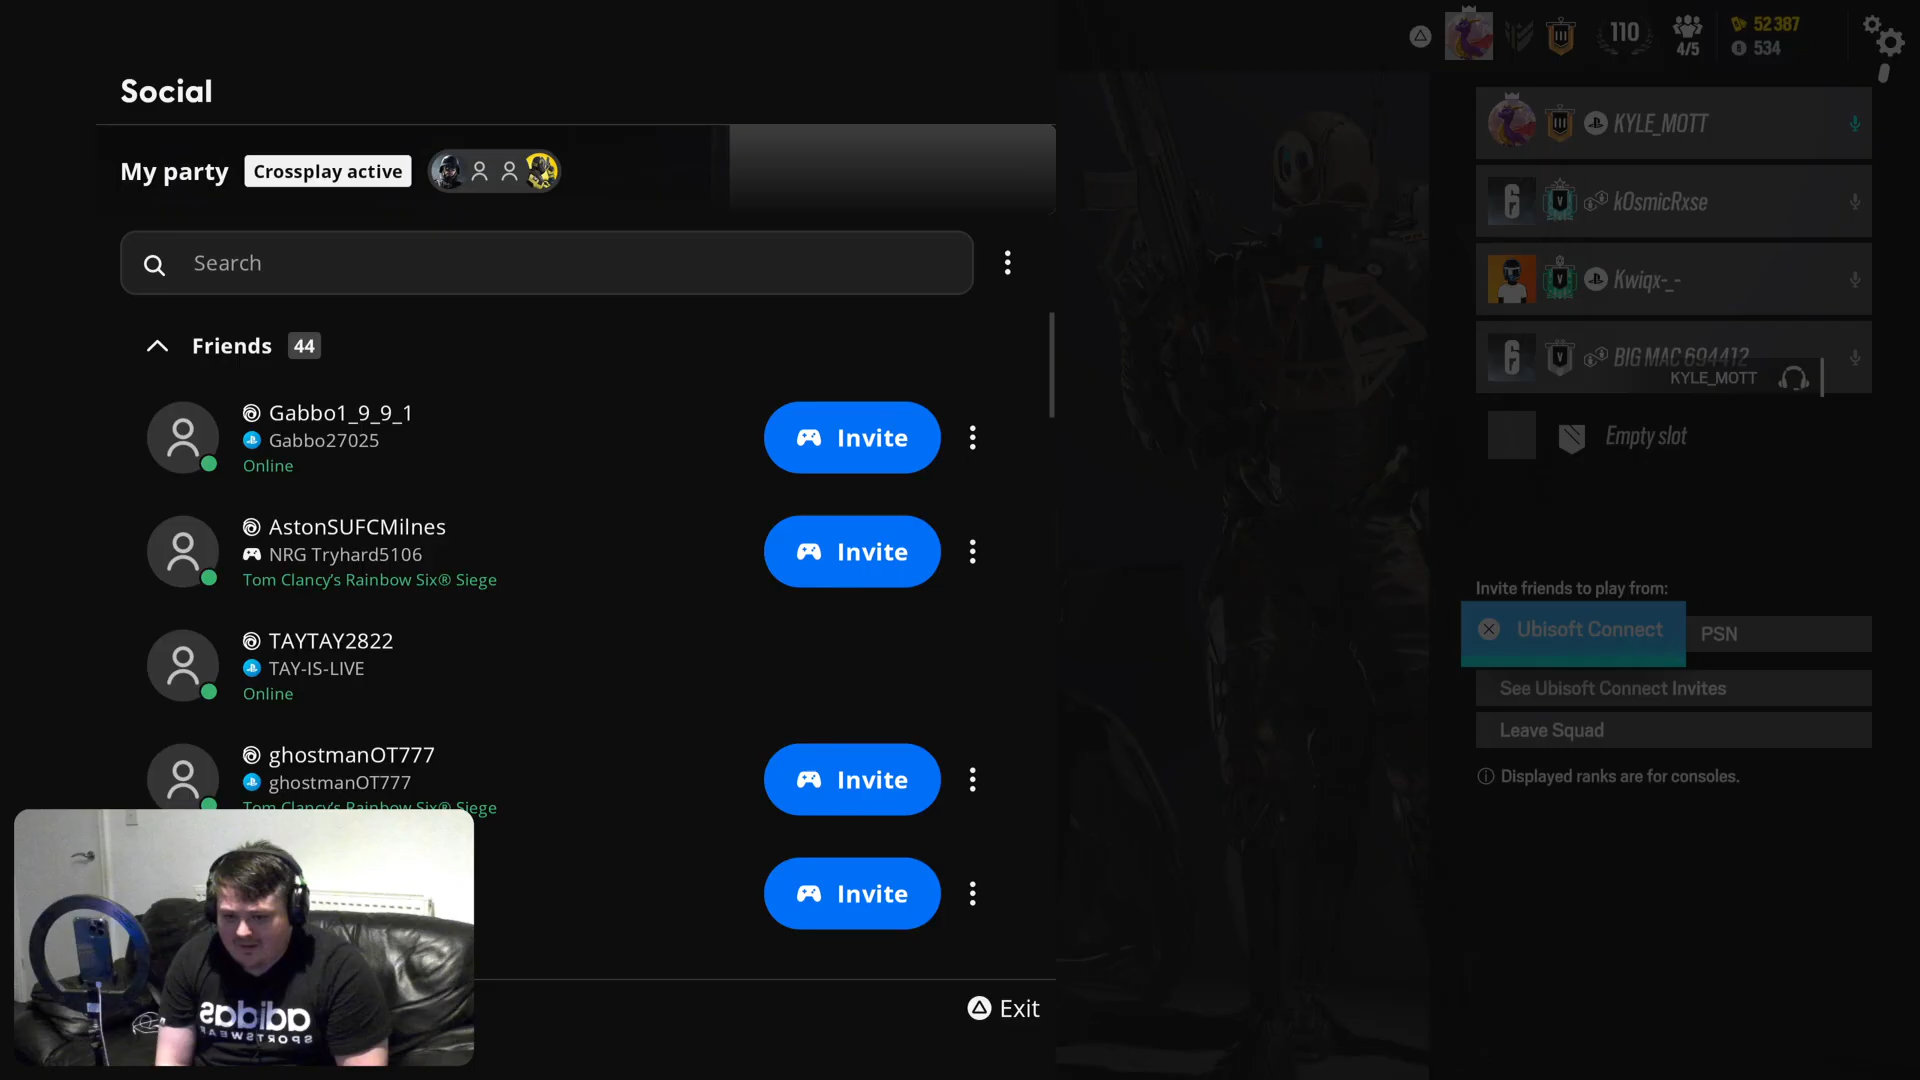 Social
My party
Crossplay active
Search
Friends 44
Gabbo1_9_9_1
Gabbo27025
Online
Invite
AstonSUFCMilnes
NRG Tryhard5106
Tom Clancy's Rainbow Six® Siege
Invite
TAYTAY2822
TAY-IS-LIVE
Online
ghostmanOT777
ghostmanOT777
Tom Clancy's Rainbow Six® Siege
Invite
Invite
Exit
adidas
SPORTSWEAR
110
4/5
52 387
534
KYLE_MOTT
kOsmicRxse
Kwiqx-_-
BIG MAC 694412
KYLE_MOTT
Empty slot
Invite friends to play from:
Ubisoft Connect
PSN
See Ubisoft Connect Invites
Leave Squad
Displayed ranks are for consoles.